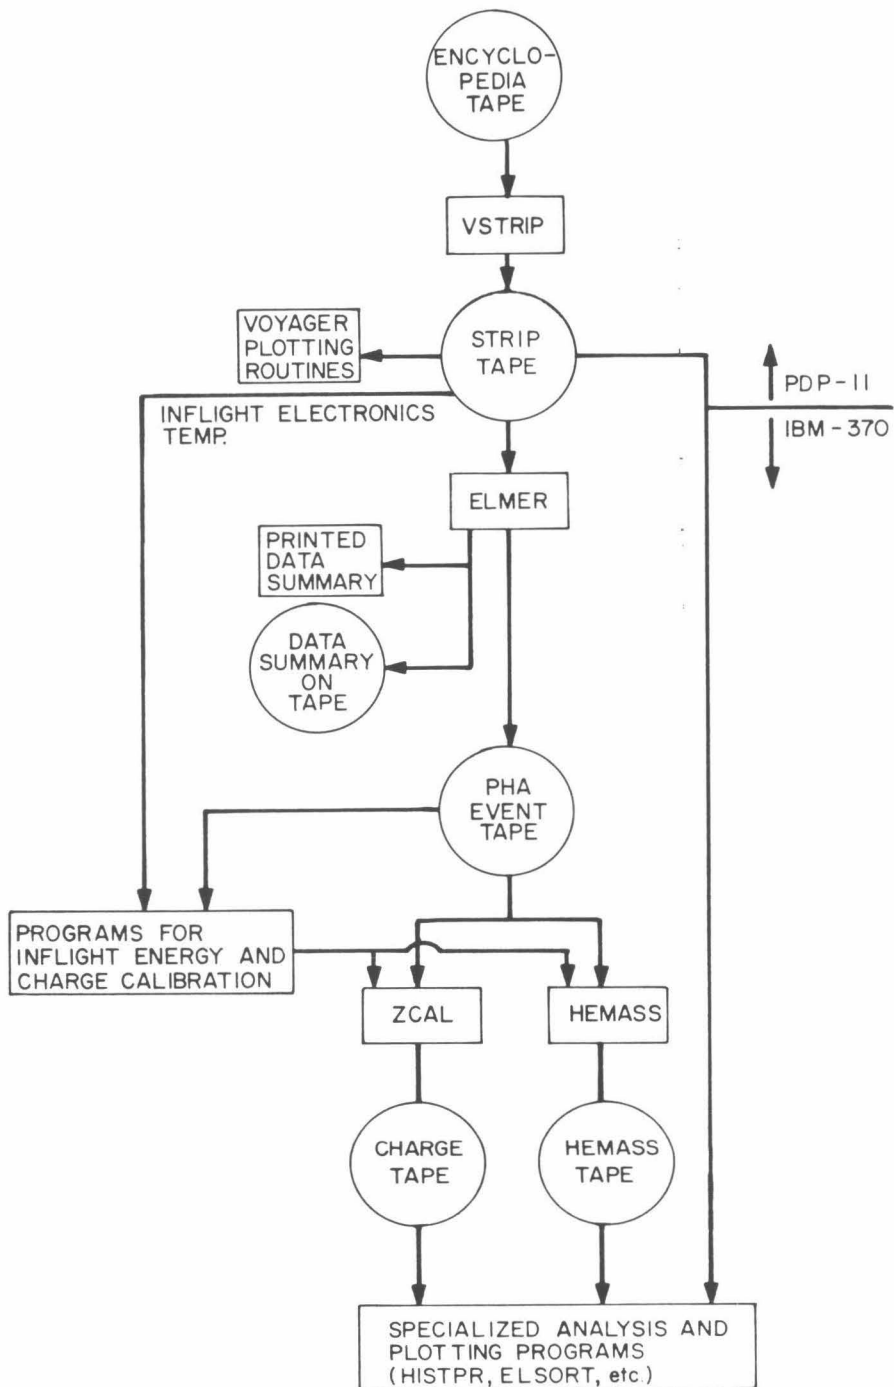 ENCYCLO-
PEDIA
TAPE
VSTRIP
VOYAGER
PLOTTING
ROUTINES
STRIP
TAPE
PDP-11
IBM-370
INFLIGHT ELECTRONICS
TEMP.
ELMER
PRINTED
DATA
SUMMARY
DATA
SUMMARY
ON
TAPE
PHA
EVENT
TAPE
PROGRAMS FOR
INFLIGHT ENERGY AND
CHARGE CALIBRATION
ZCAL
HEMASS
CHARGE
TAPE
HEMASS
TAPE
SPECIALIZED ANALYSIS AND
PLOTTING PROGRAMS
(HISTPR, ELSORT, etc.)